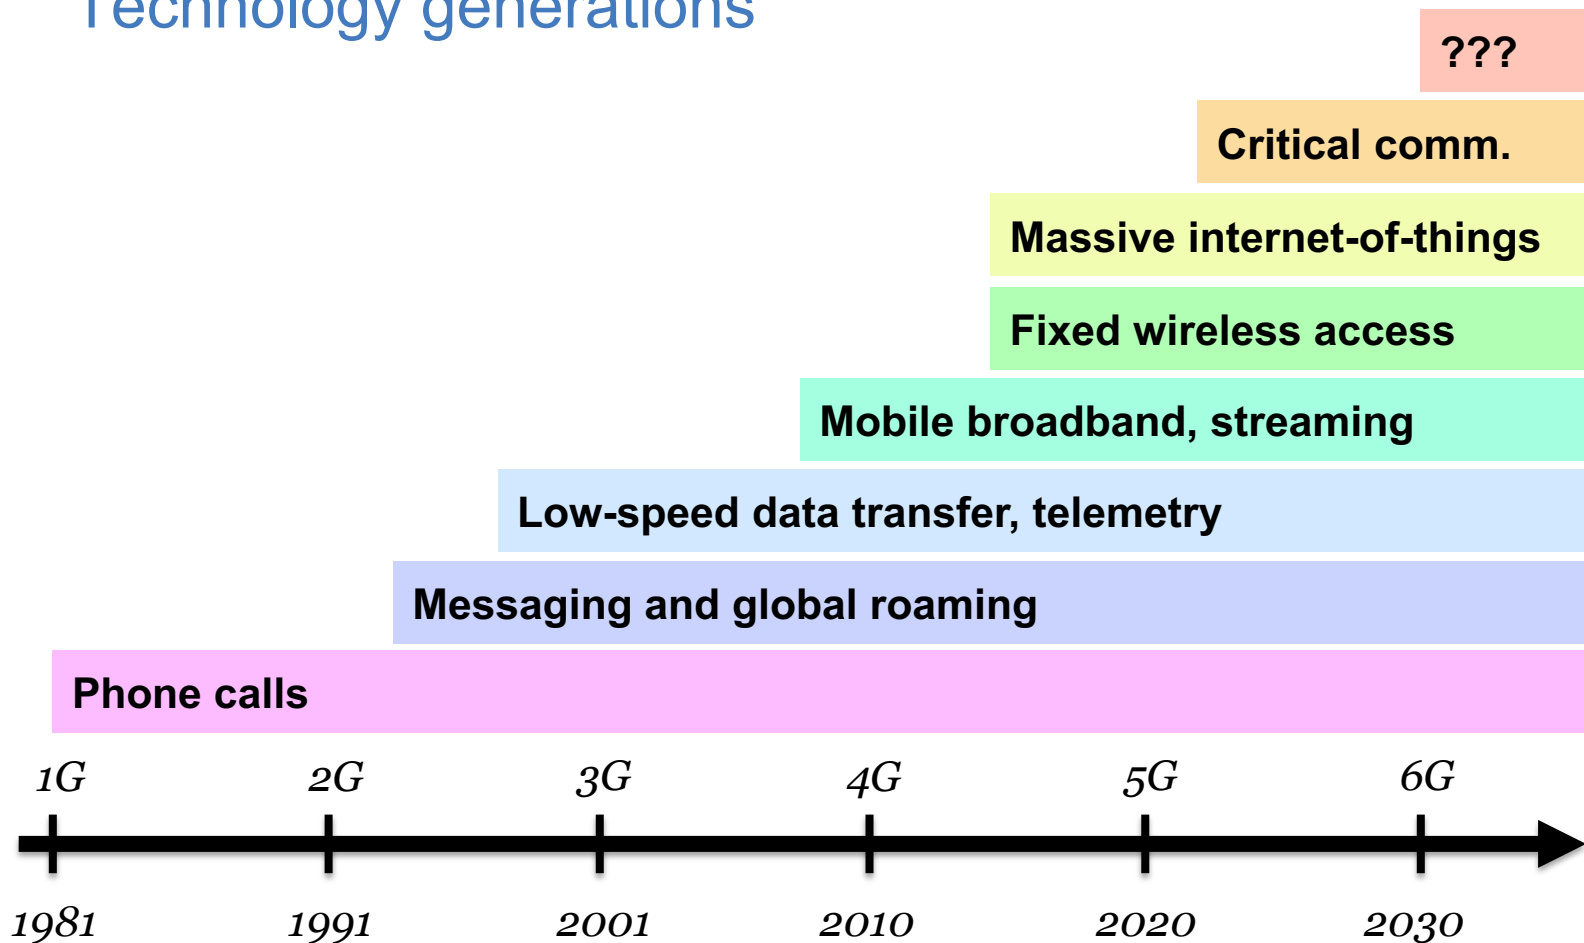 Technology generations
???
Critical comm.
Massive internet-of-things
Fixed wireless access
Mobile broadband, streaming
Low-speed data transfer, telemetry
Messaging and global roaming
Phone calls
1G 2G 3G 4G 5G 6G
1981 1991 2001 2010 2020 2030